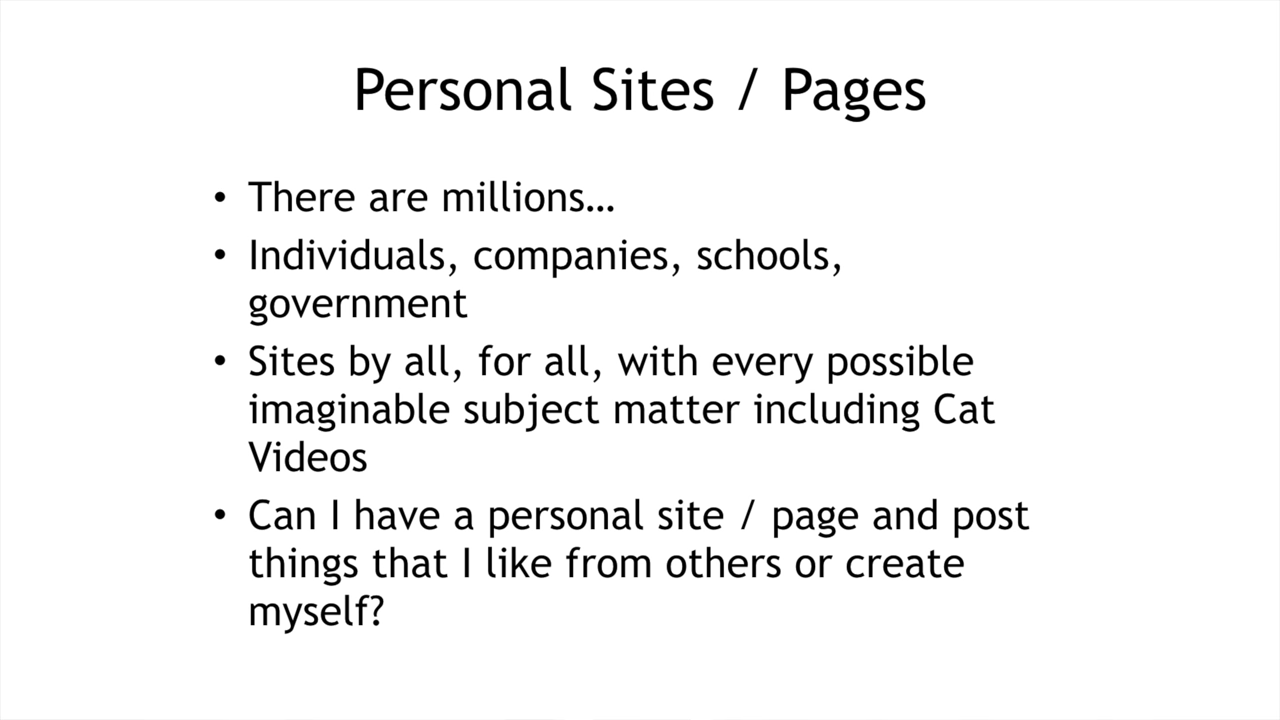 Personal Sites / Pages
• There are millions…
• Individuals, companies, schools,
government
• Sites by all, for all, with every possible
imaginable subject matter including Cat
Videos
• Can I have a personal site / page and post
things that I like from others or create
myself?